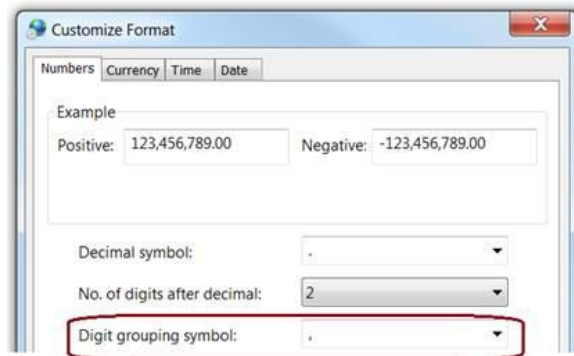 Customize Format
Numbers Currency Time Date
Example
Positive: 123,456,789.00 Negative: -123,456,789.00
Decimal symbol: .
No. of digits after decimal: 2
Digit grouping symbol: ,